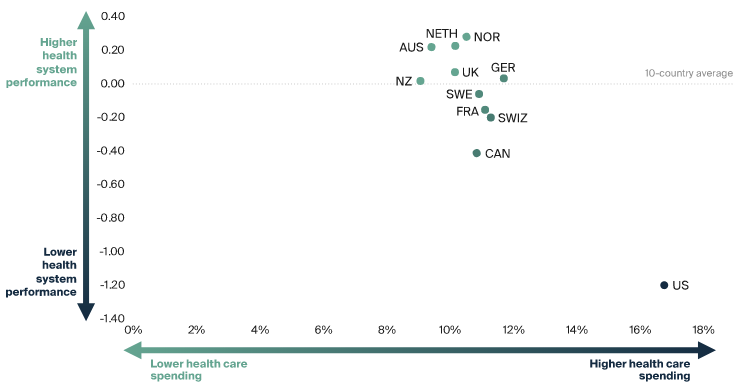 0.40
Higher
health
system
performance
0.20
0.00
-0.20
-0.40
-0.60
-0.80
-1.00
-1.20
-1.40
Lower
health
system
performance
NETH
NOR
AUS
GER
UK
NZ
10-country average
SWE
FRA
SWIZ
CAN
US
0% 2% 4% 6% 8% 10% 12% 14% 16% 18%
Lower health care
spending
Higher health care
spending